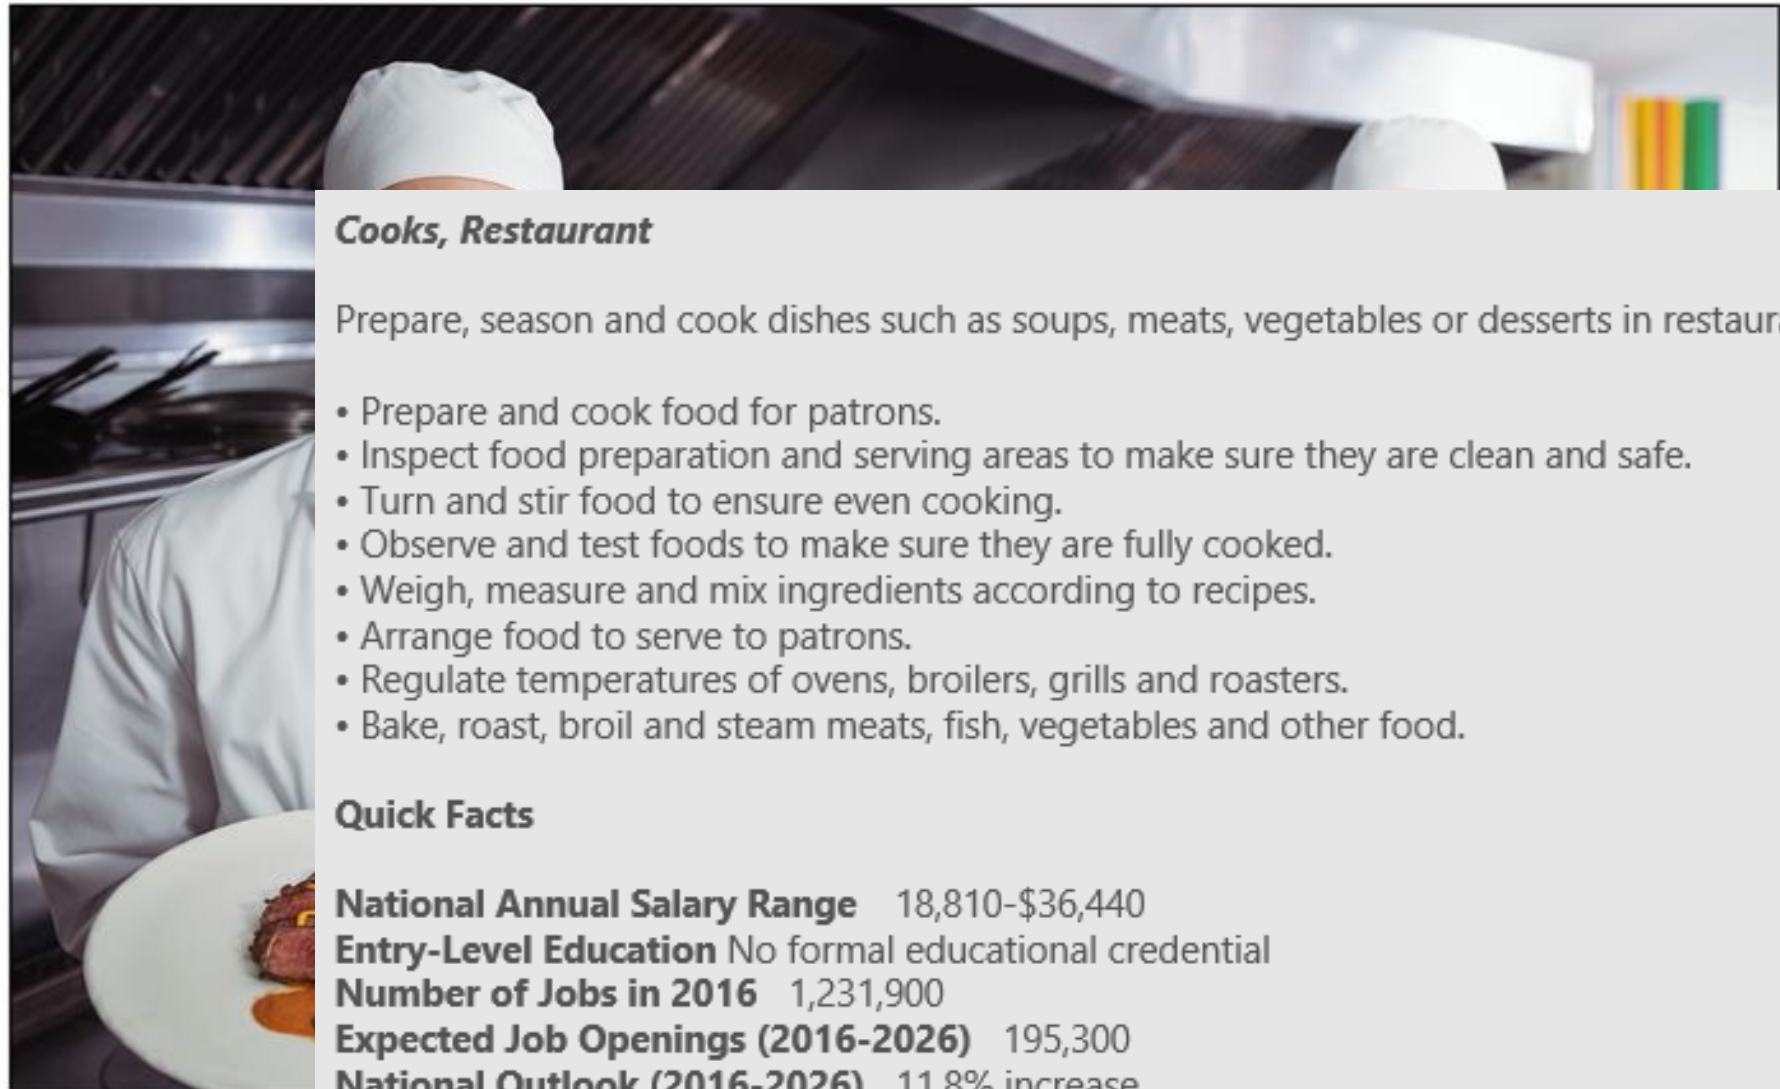 Cooks, Restaurant
Prepare, season and cook dishes such as soups, meats, vegetables or desserts in
• Prepare and cook food for patrons.
• Inspect food preparation and serving areas to make sure they are clean and safe.
• Turn and stir food to ensure even cooking.
• Observe and test foods to make sure they are fully cooked.
• Weigh, measure and mix ingredients according to recipes.
• Arrange food to serve to patrons.
• Regulate temperatures of ovens, broilers, grills and roasters.
• Bake, roast, broil and steam meats, fish, vegetables and other food.
Quick Facts
National Annual Salary Range 18,810-$36,440
Entry-Level Education No formal educational credential
Number of Jobs in 2016 1,231,900
Expected Job Openings (2016-2026) 195,300
National Outlook (2016-2026) 11.8% increase